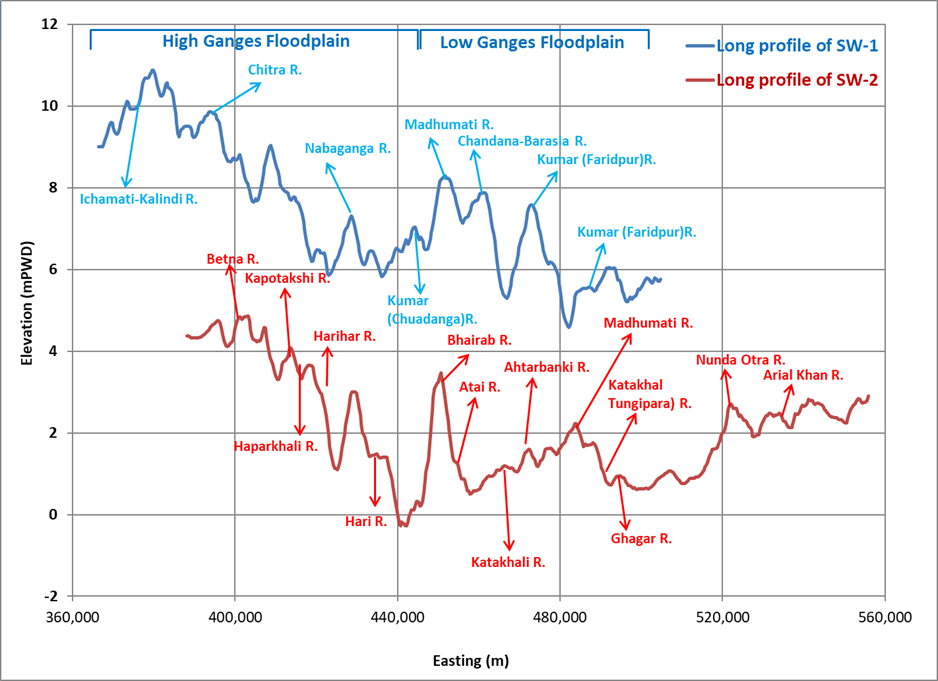 12
High Ganges Floodplain
Low Ganges Floodplain
Long profile of SW-1
Long profile of SW-2
Chitra R.
10
Madhumati R.
Chandana-Barasia R.
Nabaganga R.
Kumar (Faridpur)R.
8
Ichamati-Kalindi R.
Kumar (Faridpur)R.
Betna R.
6
Kapotakshi R.
Kumar
(Chuadanga)R.
Madhumati R.
Harihar R.
Bhairab R.
4
Nunda Otra R.
Ahtarbanki R.
Arial Khan R.
Atai R.
Katakhal
Tungipara) R.
2
Haparkhali R.
Hari R.
0
Ghagar R.
Katakhali R.
-2
Elevation (mPWD)
360,000
400,000
440,000
480,000
520,000
560,000
Easting (m)